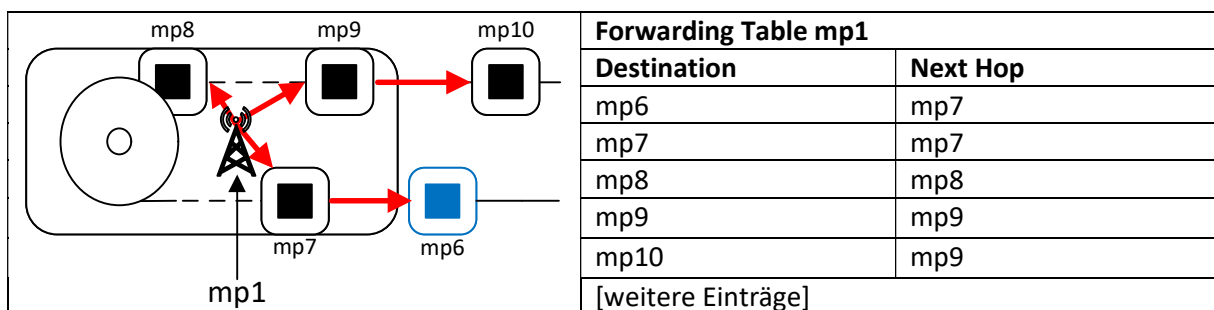 mp8
mp9
mp10
mp7
mp6
mp1
Forwarding Table mp1
Destination Next Hop
mp6 mp7
mp7 mp7
mp8 mp8
mp9 mp9
mp10 mp9
[weitere Einträge]